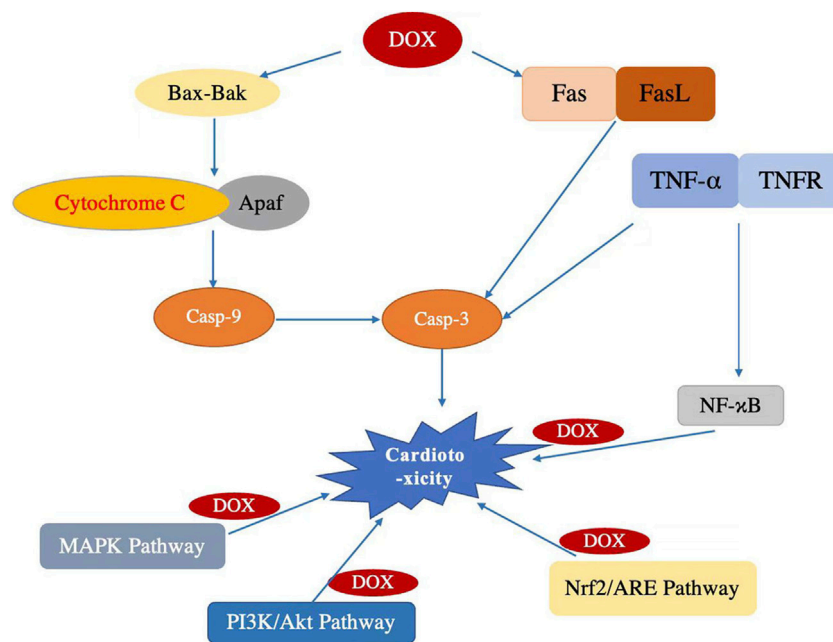 DOX
Bax-Bak
Fas
FasL
TNF-α
TNFR
Cytochrome C
Apaf
Casp-9
Casp-3
NF-ϰB
DOX
Cardioto
-xicity
DOX
MAPK Pathway
DOX
Nrf2/ARE Pathway
DOX
PI3K/Akt Pathway